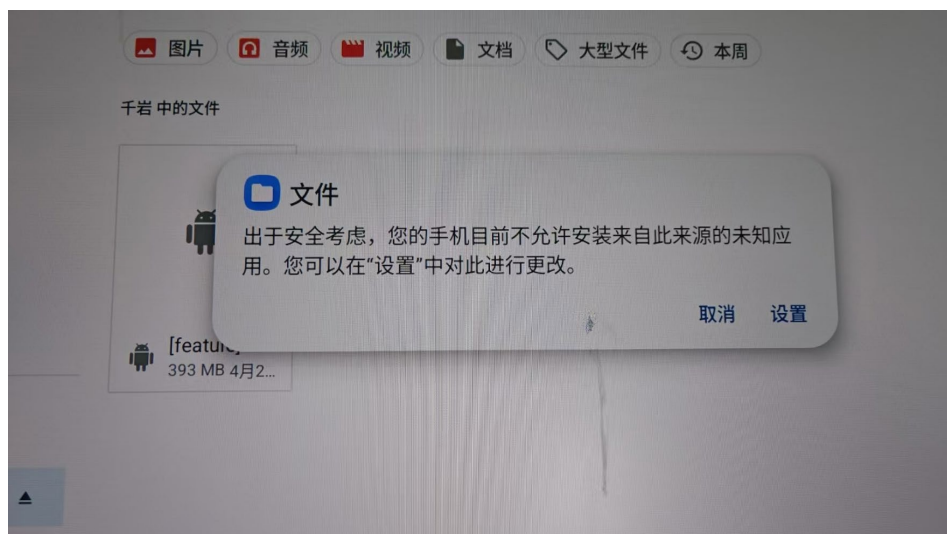 图片 音频 视频 文档 大型文件 本周
千岩 中的文件
文件
出于安全考虑，您的手机目前不允许安装来自此来源的未知应
用。您可以在“设置”中对此进行更改。
取消 设置
393 MB 4月2...